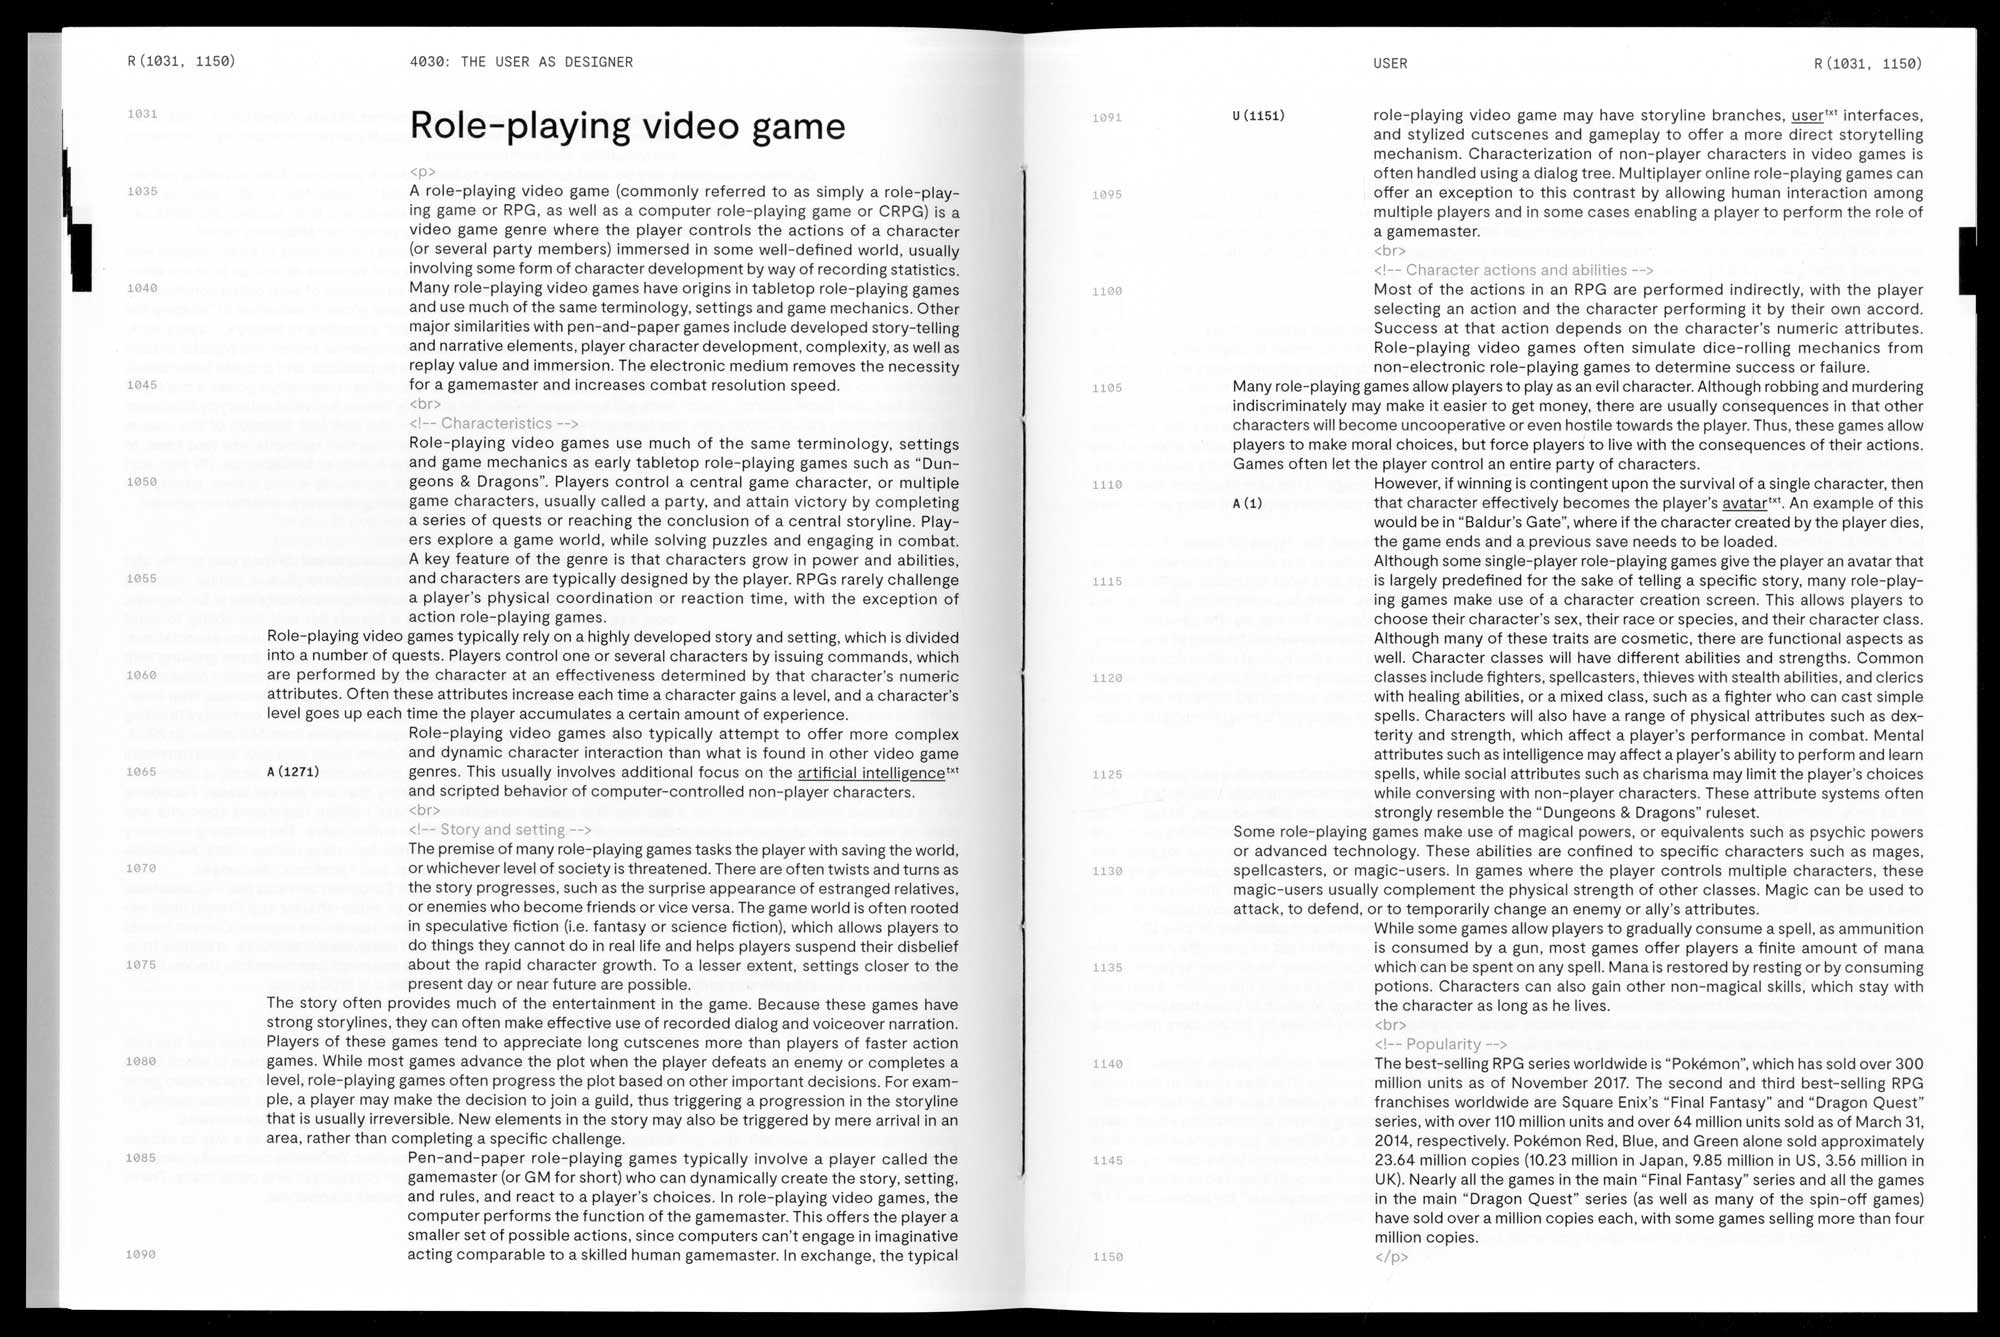 R(1031, 1150)
4030: THE USER AS DESIGNER
1031
Role-playing video game
<p>
1035
A role-playing video game (commonly referred to as simply a role-play-
ing game or RPG, as well as a computer role-playing game or CRPG) is a
video game genre where the player controls the actions of a character
(or several party members) immersed in some well-defined world, usually
involving some form of character development by way of recording statistics.
1040
Many role-playing video games have origins in tabletop role-playing games
and use much of the same terminology, settings and game mechanics. Other
major similarities with pen-and-paper games include developed story-telling
and narrative elements, player character development, complexity, as well as
replay value and immersion. The electronic medium removes the necessity
1045
for a gamemaster and increases combat resolution speed.
<br>
<!-- Characteristics -->
Role-playing video games use much of the same terminology, settings
and game mechanics as early tabletop role-playing games such as “Dun-
1050
geons & Dragons”. Players control a central game character, or multiple
game characters, usually called a party, and attain victory by completing
a series of quests or reaching the conclusion of a central storyline. Play-
ers explore a game world, while solving puzzles and engaging in combat.
A key feature of the genre is that characters grow in power and abilities,
1055
and characters are typically designed by the player. RPGs rarely challenge
a player’s physical coordination or reaction time, with the exception of
action role-playing games.
Role-playing video games typically rely on a highly developed story and setting, which is divided
into a number of quests. Players control one or several characters by issuing commands, which
1060
are performed by the character at an effectiveness determined by that character’s numeric
attributes. Often these attributes increase each time a character gains a level, and a character’s
level goes up each time the player accumulates a certain amount of experience.
Role-playing video games also typically attempt to offer more complex
and dynamic character interaction than what is found in other video game
1065
A(1271)
genres. This usually involves additional focus on the artificial intelligencetxt
and scripted behavior of computer-controlled non-player characters.
<br>
<!-- Story and setting -->
The premise of many role-playing games tasks the player with saving the world,
1070
or whichever level of society is threatened. There are often twists and turns as
the story progresses, such as the surprise appearance of estranged relatives,
or enemies who become friends or vice versa. The game world is often rooted
in speculative fiction (i.e. fantasy or science fiction), which allows players to
do things they cannot do in real life and helps players suspend their disbelief
1075
about the rapid character growth. To a lesser extent, settings closer to the
present day or near future are possible.
The story often provides much of the entertainment in the game. Because these games have
strong storylines, they can often make effective use of recorded dialog and voiceover narration.
Players of these games tend to appreciate long cutscenes more than players of faster action
1080
games. While most games advance the plot when the player defeats an enemy or completes a
level, role-playing games often progress the plot based on other important decisions. For exam-
ple, a player may make the decision to join a guild, thus triggering a progression in the storyline
that is usually irreversible. New elements in the story may also be triggered by mere arrival in an
area, rather than completing a specific challenge.
1085
Pen-and-paper role-playing games typically involve a player called the
gamemaster (or GM for short) who can dynamically create the story, setting,
and rules, and react to a player’s choices. In role-playing video games, the
computer performs the function of the gamemaster. This offers the player a
smaller set of possible actions, since computers can’t engage in imaginative
1090
acting comparable to a skilled human gamemaster. In exchange, the typical
USER
R(1031, 1150)
1091
U(1151)
role-playing video game may have storyline branches, usertxt interfaces,
and stylized cutscenes and gameplay to offer a more direct storytelling
mechanism. Characterization of non-player characters in video games is
often handled using a dialog tree. Multiplayer online role-playing games can
1095
offer an exception to this contrast by allowing human interaction among
multiple players and in some cases enabling a player to perform the role of
a gamemaster.
<br>
<!-- Character actions and abilities -->
1100
Most of the actions in an RPG are performed indirectly, with the player
selecting an action and the character performing it by their own accord.
Success at that action depends on the character’s numeric attributes.
Role-playing video games often simulate dice-rolling mechanics from
non-electronic role-playing games to determine success or failure.
1105
Many role-playing games allow players to play as an evil character. Although robbing and murdering
indiscriminately may make it easier to get money, there are usually consequences in that other
characters will become uncooperative or even hostile towards the player. Thus, these games allow
players to make moral choices, but force players to live with the consequences of their actions.
Games often let the player control an entire party of characters.
1110
However, if winning is contingent upon the survival of a single character, then
A(1)
that character effectively becomes the player’s avatartxt. An example of this
would be in “Baldur’s Gate”, where if the character created by the player dies,
the game ends and a previous save needs to be loaded.
Although some single-player role-playing games give the player an avatar that
1115
is largely predefined for the sake of telling a specific story, many role-play-
ing games make use of a character creation screen. This allows players to
choose their character’s sex, their race or species, and their character class.
Although many of these traits are cosmetic, there are functional aspects as
well. Character classes will have different abilities and strengths. Common
1120
classes include fighters, spellcasters, thieves with stealth abilities, and clerics
with healing abilities, or a mixed class, such as a fighter who can cast simple
spells. Characters will also have a range of physical attributes such as dex-
terity and strength, which affect a player’s performance in combat. Mental
attributes such as intelligence may affect a player’s ability to perform and learn
1125
spells, while social attributes such as charisma may limit the player’s choices
while conversing with non-player characters. These attribute systems often
strongly resemble the “Dungeons & Dragons” ruleset.
Some role-playing games make use of magical powers, or equivalents such as psychic powers
or advanced technology. These abilities are confined to specific characters such as mages,
1130
spellcasters, or magic-users. In games where the player controls multiple characters, these
magic-users usually complement the physical strength of other classes. Magic can be used to
attack, to defend, or to temporarily change an enemy or ally’s attributes.
While some games allow players to gradually consume a spell, as ammunition
is consumed by a gun, most games offer players a finite amount of mana
1135
which can be spent on any spell. Mana is restored by resting or by consuming
potions. Characters can also gain other non-magical skills, which stay with
the character as long as he lives.
<br>
<!-- Popularity -->
1140
The best-selling RPG series worldwide is “Pokémon”, which has sold over 300
million units as of November 2017. The second and third best-selling RPG
franchises worldwide are Square Enix’s “Final Fantasy” and “Dragon Quest”
series, with over 110 million units and over 64 million units sold as of March 31,
2014, respectively. Pokémon Red, Blue, and Green alone sold approximately
1145
23.64 million copies (10.23 million in Japan, 9.85 million in US, 3.56 million in
UK). Nearly all the games in the main “Final Fantasy” series and all the games
in the main “Dragon Quest” series (as well as many of the spin-off games)
have sold over a million copies each, with some games selling more than four
million copies.
1150
</p>